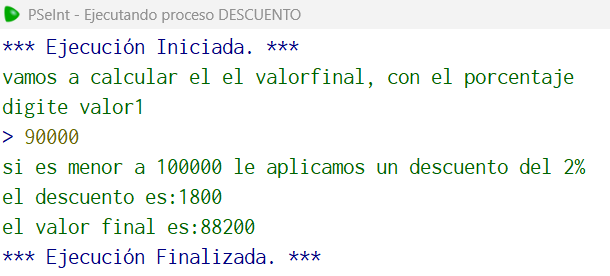 PSeInt - Ejecutando proceso DESCUENTO
*** Ejecución Iniciada. ***
vamos a calcular el el valorfinal, con el porcentaje
digite valor1
> 90000
si es menor a 100000 le aplicamos un descuento del 2%
el descuento es:1800
el valor final es:88200
*** Ejecución Finalizada. ***